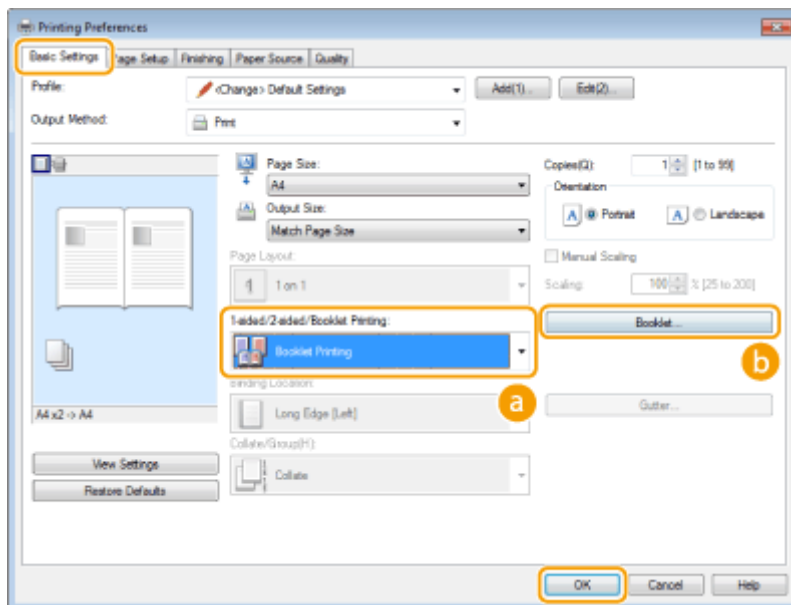 Printing Preferences
Basic Settings Page Setup Finishing Paper Source Quality
Profile: <Change> Default Settings Add(1)... Edit(2)...
Output Method: Print
Page Size:
A4
Output Size:
Match Page Size
Page Layout:
1 1 on 1
1-sided/2-sided/Booklet Printing:
Booklet Printing
a
Binding Location:
Long Edge [Left]
Collate/Group(H):
Collate
Copies(Q): 1 [1 to 99]
Orientation
A Portrait A Landscape
Manual Scaling
Scaling: 100 % [25 to 200]
Booklet...
b
Gutter...
A4 x2 -> A4
View Settings
Restore Defaults
OK Cancel Help